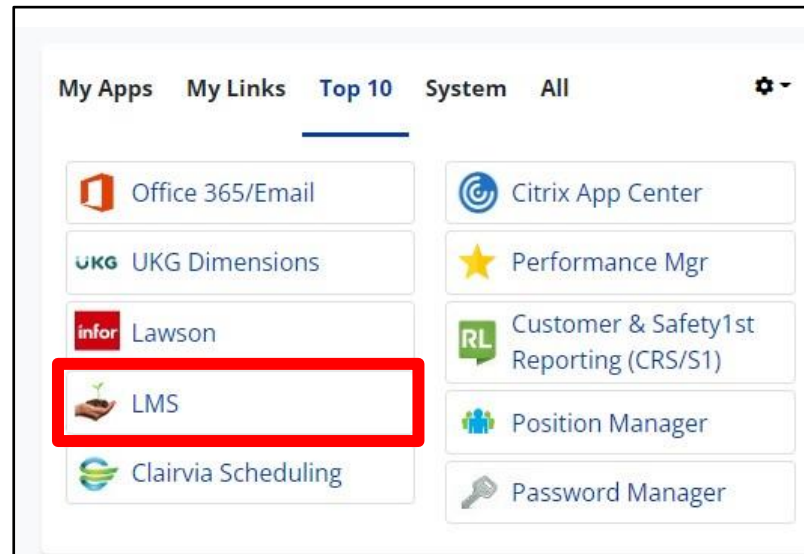 My Apps My Links Top 10 System All
Office 365/Email
UKG UKG Dimensions
infor Lawson
LMS
Clairvia Scheduling
Citrix App Center
Performance Mgr
RL Customer & Safety1st
Reporting (CRS/S1)
Position Manager
Password Manager